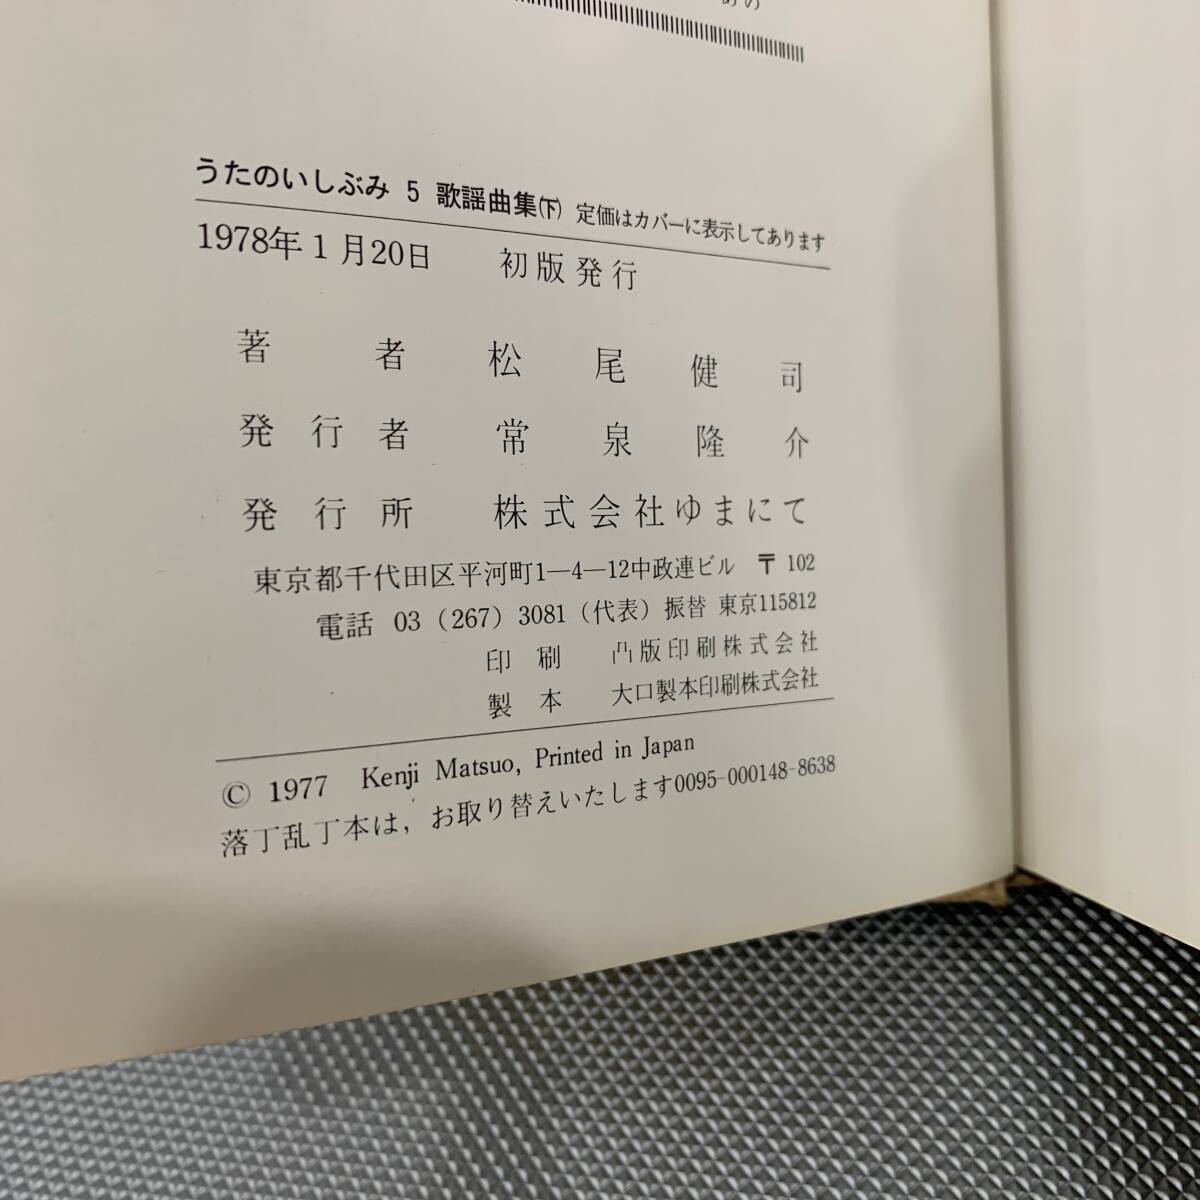 あの
うたのいしぶみ 5 歌謡曲集(下) 定価はカバーに表示してあります
1978年1月20日 初版発行
著者 松尾健司
発行者 常泉隆介
発行所 株式会社ゆまにて
東京都千代田区平河町1―4―12中政連ビル 〒102
電話 03 (267) 3081 (代表) 振替 東京115812
印刷 凸版印刷株式会社
製本 大口製本印刷株式会社
© 1977 Kenji Matsuo, Printed in Japan
落丁乱丁本は，お取り替えいたします0095-000148-8638